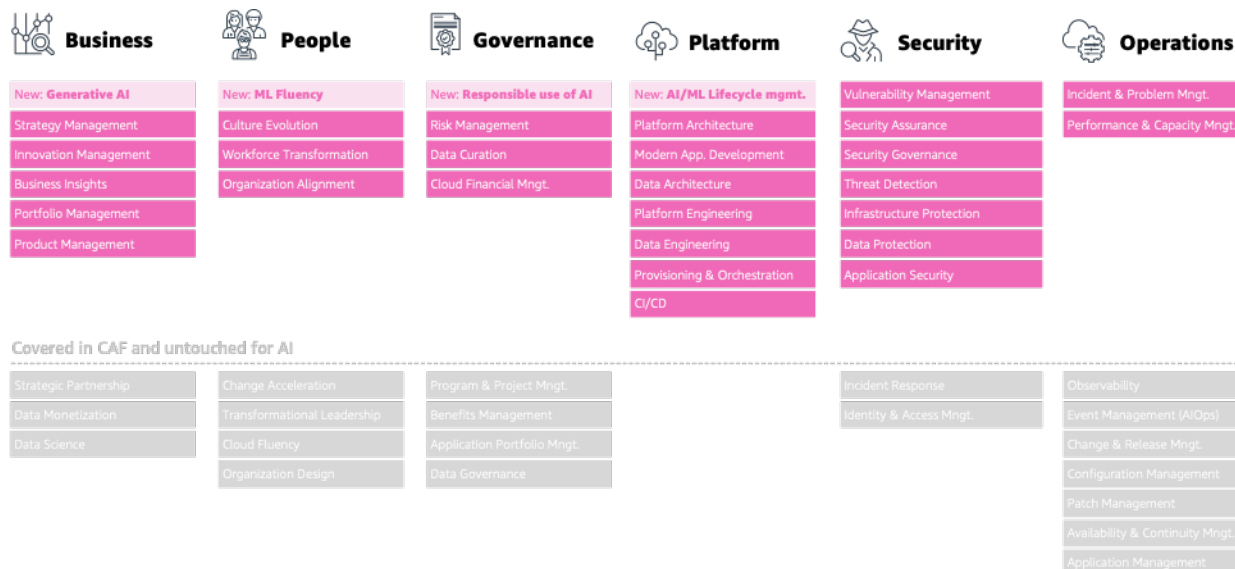 Business
People
Governance
Platform
Security
Operations
New: Generative AI
Strategy Management
Innovation Management
Business Insights
Portfolio Management
Product Management
New: ML Fluency
Culture Evolution
Workforce Transformation
Organization Alignment
New: Responsible use of AI
Risk Management
Data Curation
Cloud Financial Mngt.
New: AI/ML Lifecycle mgmt.
Platform Architecture
Modern App. Development
Data Architecture
Platform Engineering
Data Engineering
Provisioning & Orchestration
CI/CD
Vulnerability Management
Security Assurance
Security Governance
Threat Detection
Infrastructure Protection
Data Protection
Application Security
Incident & Problem Mngt.
Performance & Capacity Mngt.
Covered in CAF and untouched for AI
Strategic Partnership
Data Monetization
Data Science
Change Acceleration
Transformational Leadership
Cloud Fluency
Organization Design
Program & Project Mngt.
Benefits Management
Application Portfolio Mngt.
Data Governance
Incident Response
Identity & Access Mngt.
Observability
Event Management (AIOps)
Change & Release Mngt.
Configuration Management
Patch Management
Availability & Continuity Mngt.
Application Management